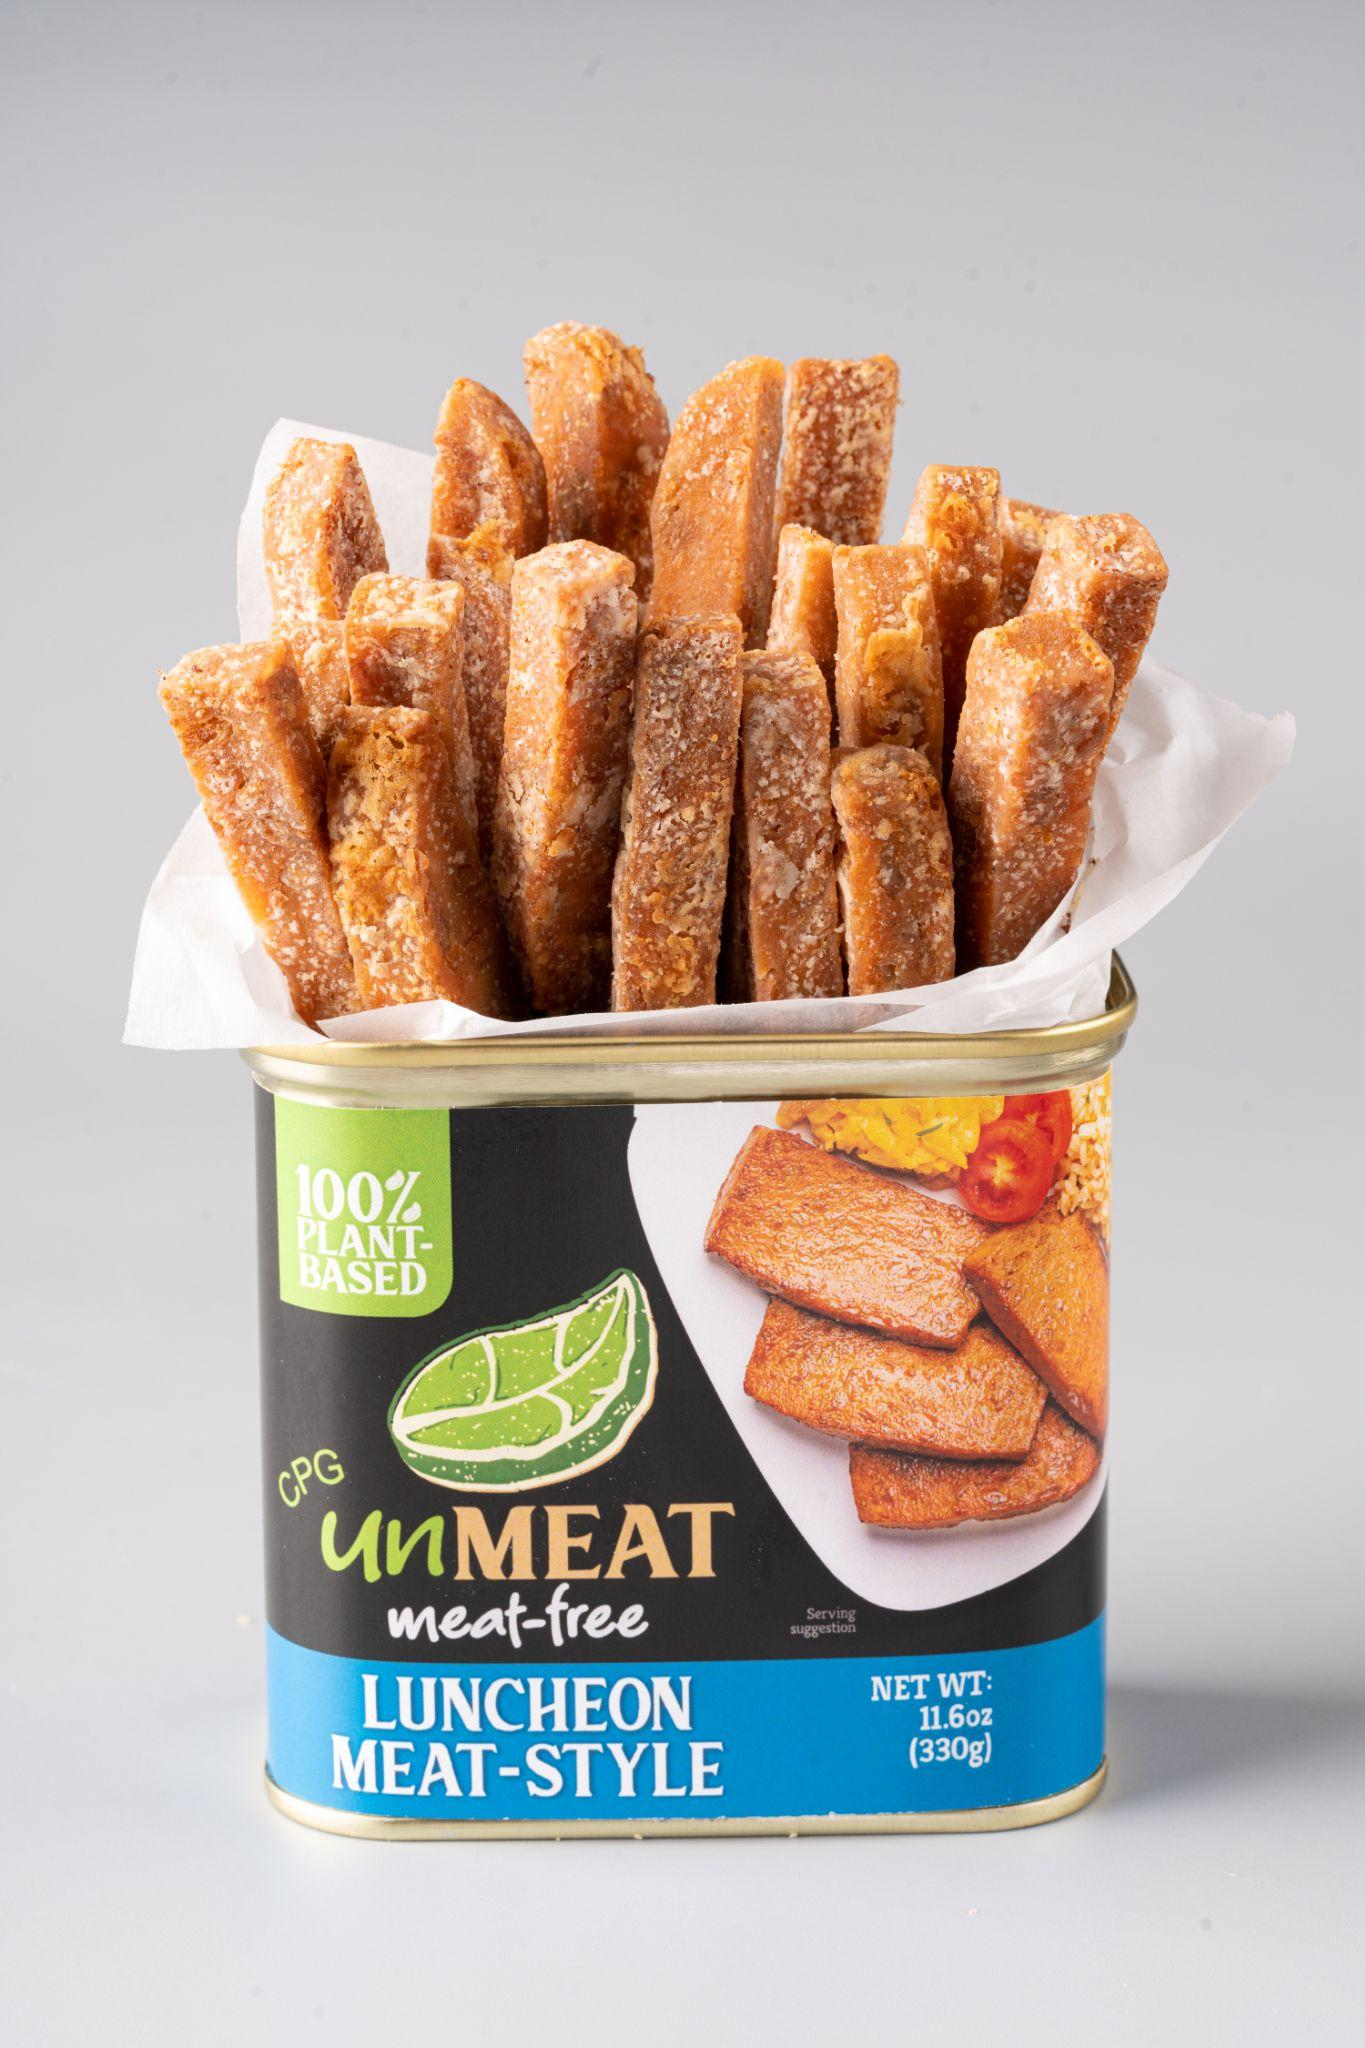 100%
PLANT-
BASED
CPG
unMEAT
meat-free
Serving
suggestion
LUNCHEON
MEAT-STYLE
NET WT:
11.6oz
(330g)